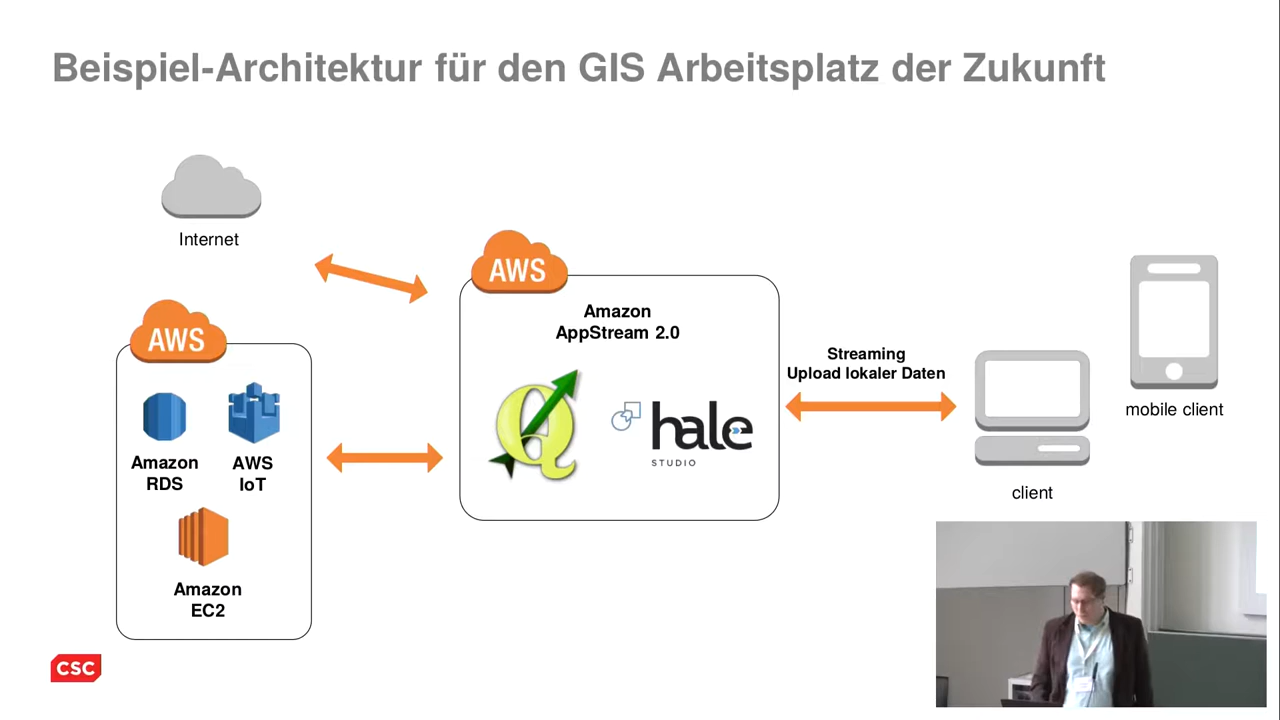 Beispiel-Architektur für den GIS Arbeitsplatz der Zukunft
Internet
AWS
Amazon
RDS
AWS
IoT
Amazon
EC2
AWS
Amazon
AppStream 2.0
Q
hale
STUDIO
Streaming
Upload lokaler Daten
client
mobile client
CSC